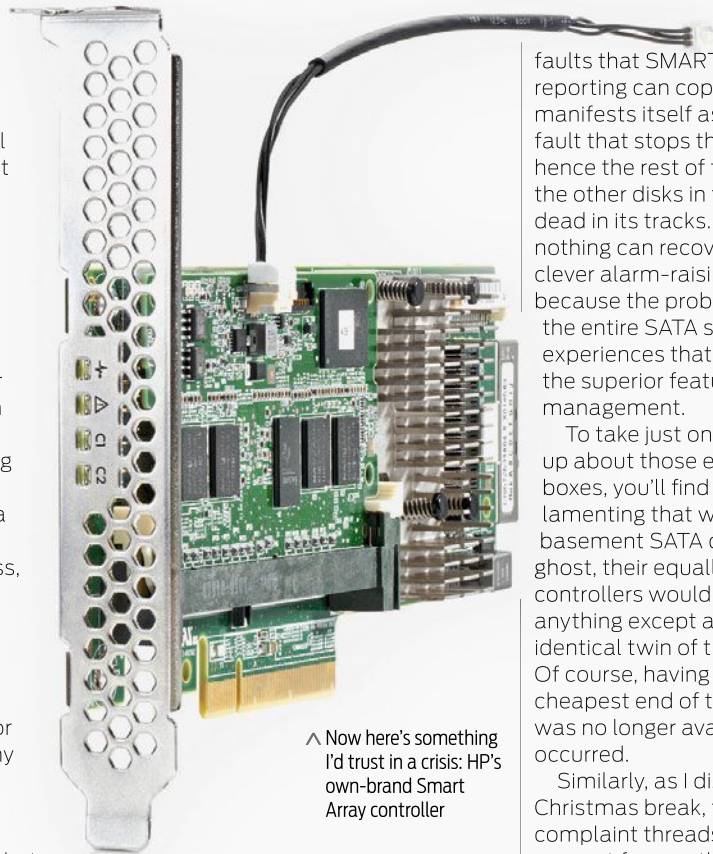 l
t
n
g
a
s,
or
ny
C1
C2
∧ Now here's something
I'd trust in a crisis: HP's
own-brand Smart
Array controller
faults that SMART
reporting can cop
manifests itself as
fault that stops th
hence the rest of t
the other disks in t
dead in its tracks.
nothing can recov
clever alarm-raisi
because the prob
the entire SATA s
experiences that
the superior featu
management.
To take just on
up about those e
boxes, you'll find
lamenting that w
basement SATA c
ghost, their equall
controllers would
anything except a
identical twin of t
Of course, having
cheapest end of t
was no longer ava
occurred.
Similarly, as I di
Christmas break, t
complaint threads